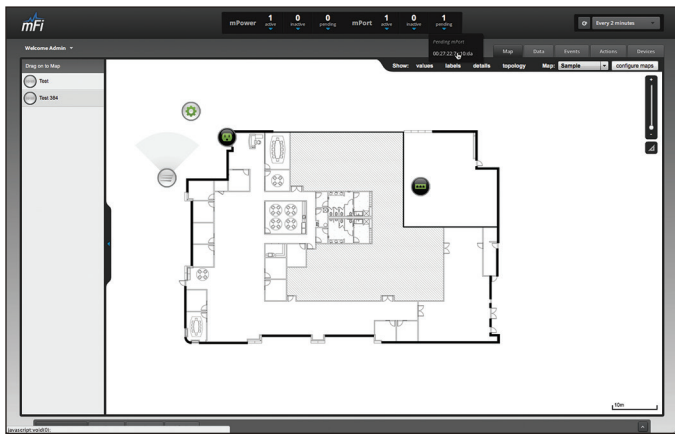 mFi
mPower 1 active 0 inactive 0 pending mPort 1 active 0 inactive 1 pending
Every 2 minutes
Pending mPort
Welcome Admin
Map Data Events Actions Devices
Drag on to Map
Show: values labels details topology Map: Sample configure maps
Test
Test 384
10m
javascript:void(0);